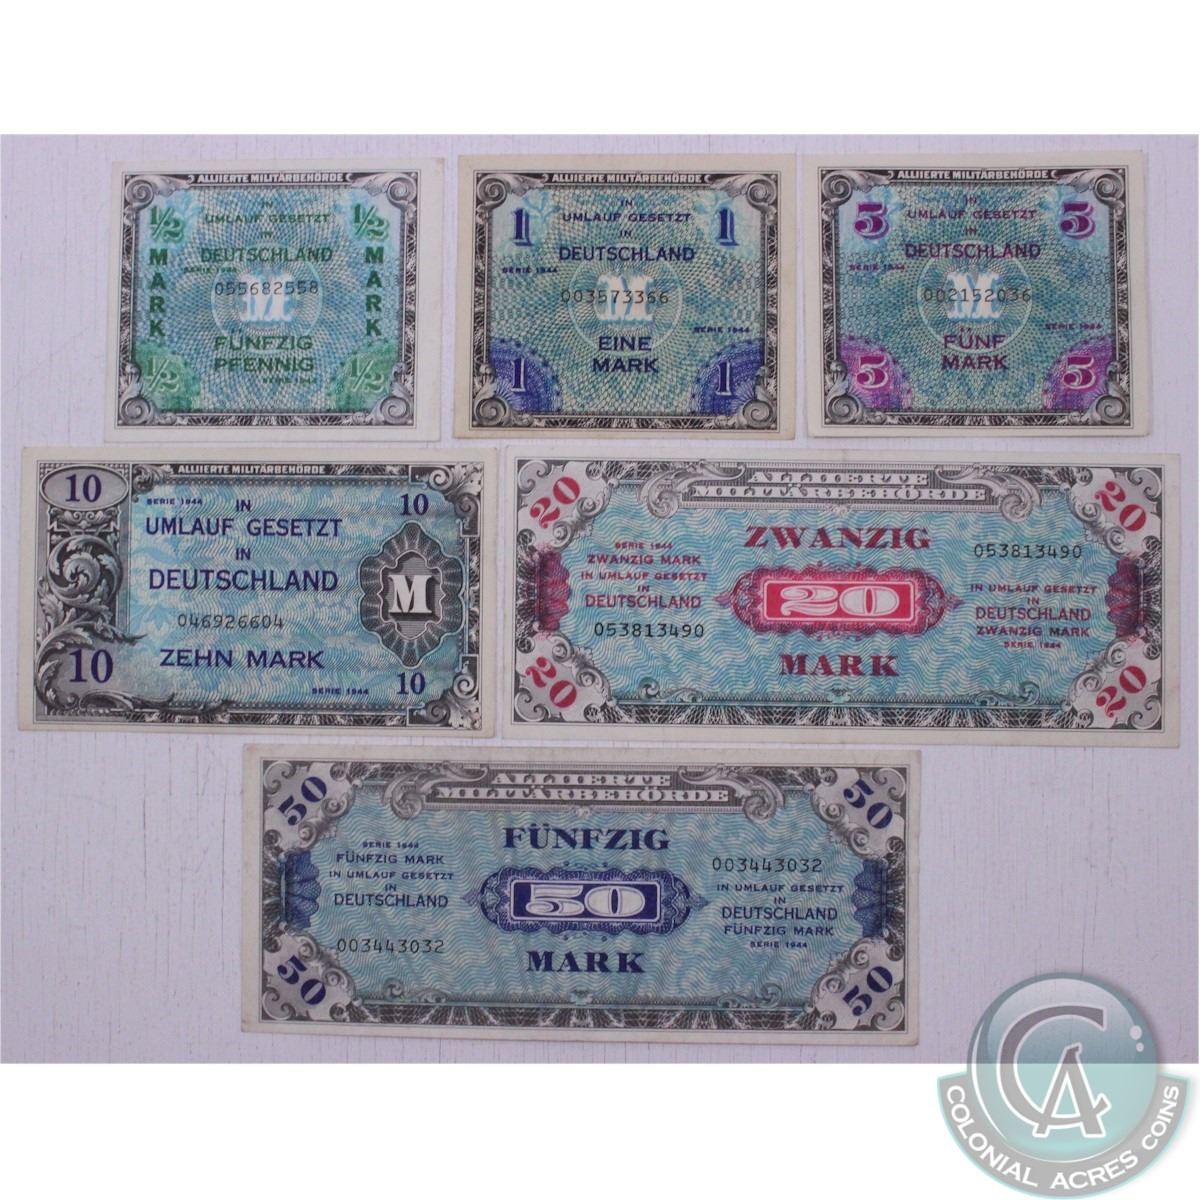 ALLIIERTE MILITÄRBEHÖRDE
1/2 1/2
IN
UMLAUF GESETZT
IN
DEUTSCHLAND
SERIE 1944
MARK MARK
055682558
FÜNFZIG
PFENNIG
SERIE 1944
1/2 1/2
ALLIIERTE MILITÄRBEHÖRDE
1 1
IN
UMLAUF GESETZT
IN
DEUTSCHLAND
SERIE 1944
M
003573366
SERIE 1944
EINE
MARK
1 1
ALLIIERTE MILITÄRBEHÖRDE
5 5
IN
UMLAUF GESETZT
IN
DEUTSCHLAND
SERIE 1944
M
002152036
SERIE 1944
FÜNF
MARK
5 5
ALLIIERTE MILITÄRBEHÖRDE
10 10
SERIE 1944
IN
UMLAUF GESETZT
IN
DEUTSCHLAND
M
046926604
ZEHN MARK
10 10
SERIE 1944
ALLIIERTE
MILITÄRBEHÖRDE
20 20
ZWANZIG
SERIE 1944
ZWANZIG MARK
IN UMLAUF GESETZT
IN
DEUTSCHLAND
053813490
20
MARK
053813490
IN UMLAUF GESETZT
IN
DEUTSCHLAND
ZWANZIG MARK
SERIE 1944
20 20
ALLIIERTE
MILITÄRBEHÖRDE
50 50
FÜNFZIG
SERIE 1944
FÜNFZIG MARK
IN UMLAUF GESETZT
IN
DEUTSCHLAND
003443032
50
MARK
003443032
IN UMLAUF GESETZT
IN
DEUTSCHLAND
FÜNFZIG MARK
SERIE 1944
50 50
CA
COLONIAL ACRES COINS